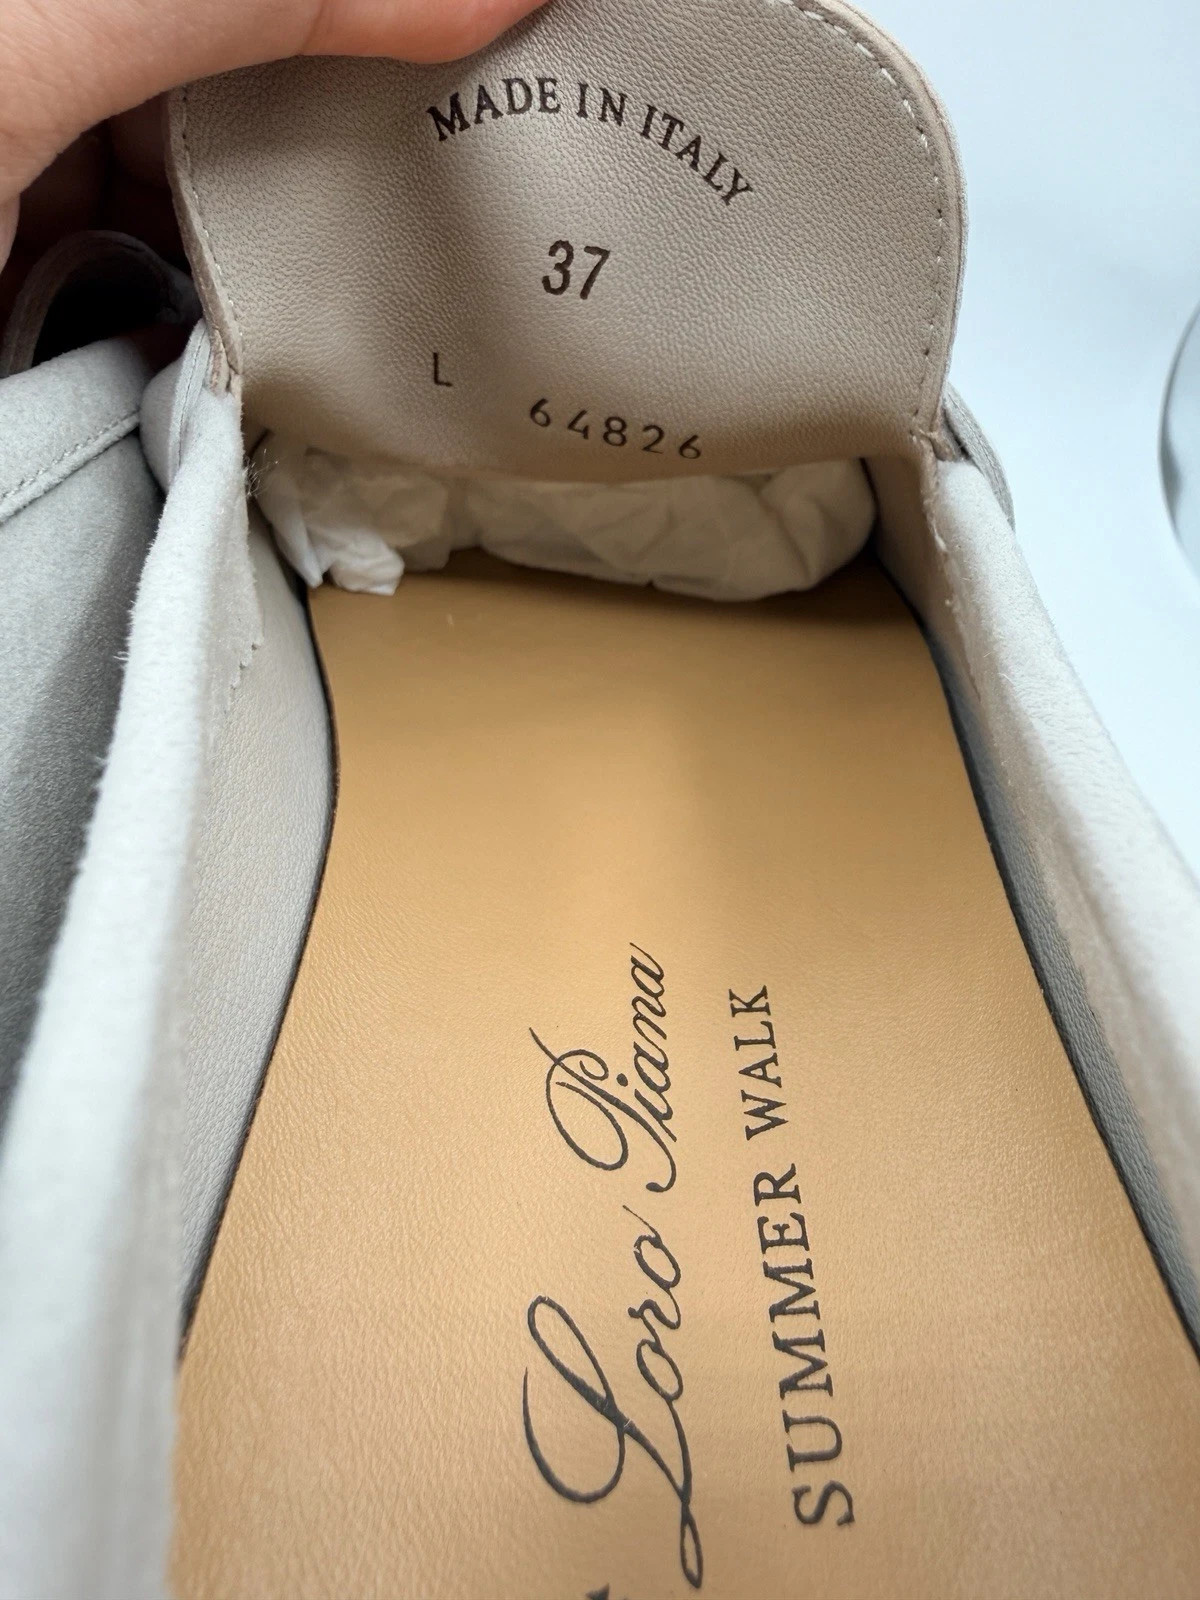 MADE IN ITALY
37
L 64826
Loro Piana
SUMMER WALK